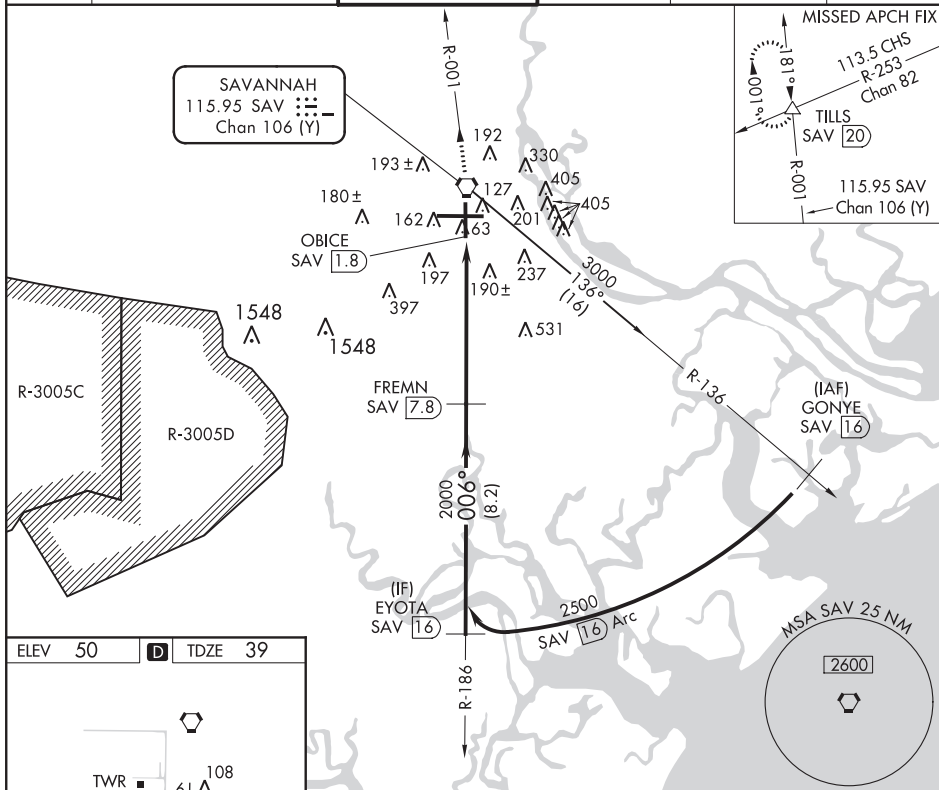 MISSED APCH FIX
113.5 CHS
R-253
Chan 82
181°
001°
TILLS
SAV 20
R-001
115.95 SAV
Chan 106 (Y)
R-001
SAVANNAH
115.95 SAV
Chan 106 (Y)
192
193 ±
330
405
180 ±
127
405
162
201
63
OBICE
SAV 1.8
197
190 ±
237
397
3000
136°
(16)
1548
1548
531
R-3005C
R-3005D
FREMN
SAV 7.8
R-136
(IAF)
GONYE
SAV 16
2000
006°
(8.2)
(IF)
EYOTA
SAV 16
2500
SAV 16 Arc
R-186
MSA SAV 25 NM
2600
ELEV 50
D
TDZE 39
TWR
108